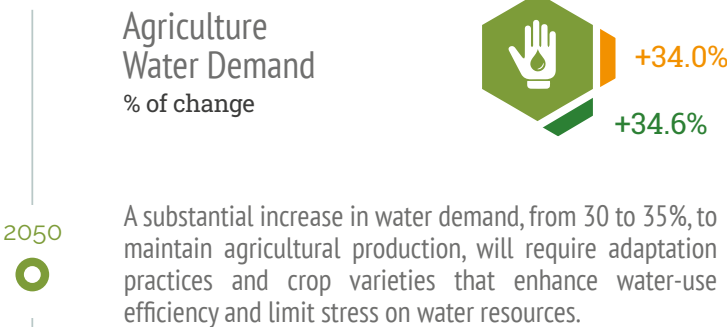 Agriculture
Water Demand
% of change
+34.0%
+34.6%
2050
A substantial increase in water demand, from 30 to 35%, to
maintain agricultural production, will require adaptation
practices and crop varieties that enhance water-use
efficiency and limit stress on water resources.